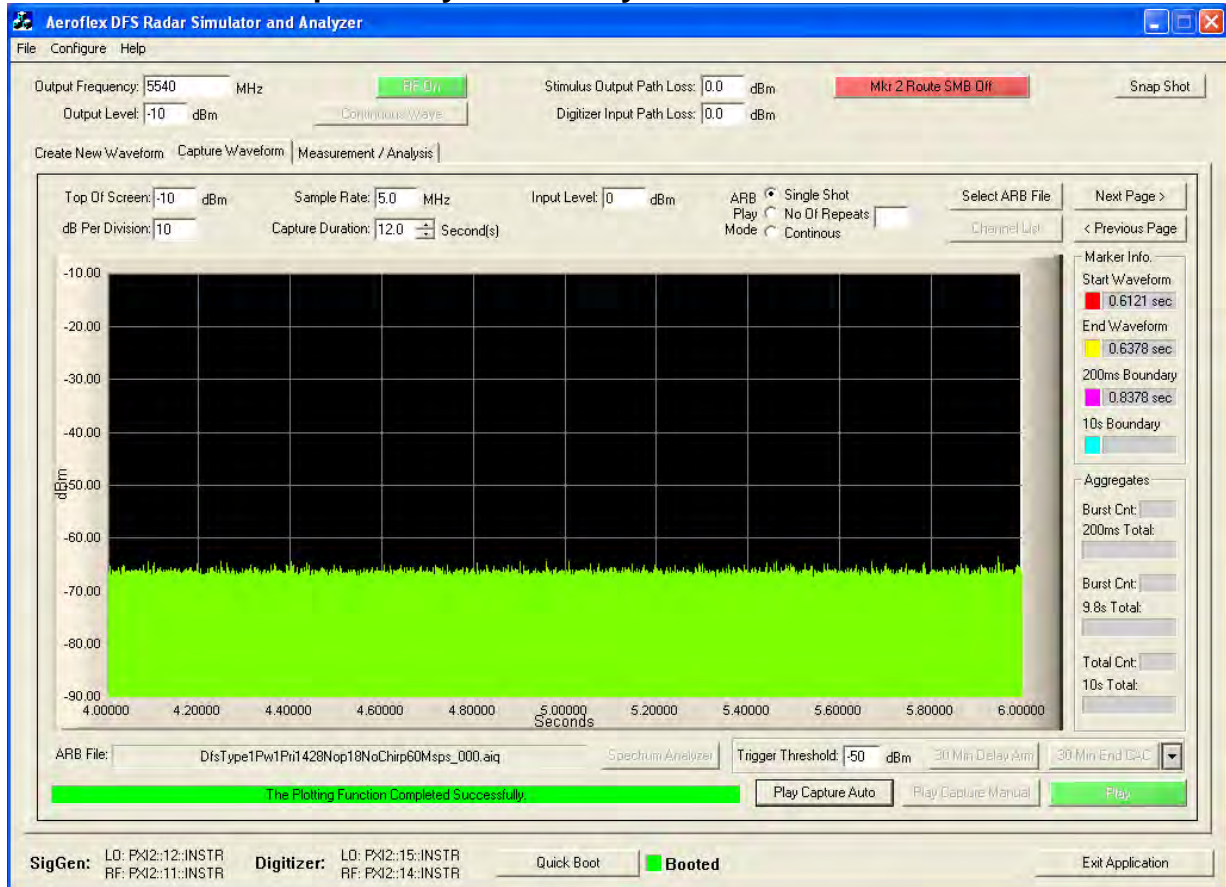 Aeroflex DFS Radar Simulator and Analyzer
File Configure Help
Output Frequency: 5540 MHz
RF On
Stimulus Output Path Loss: 0.0 dBm
Mkr 2 Route SMB Off
Snap Shot
Output Level: -10 dBm
Continuous Wave
Digitizer Input Path Loss: 0.0 dBm
Create New Waveform Capture Waveform Measurement / Analysis
Top Of Screen: -10 dBm
Sample Rate: 5.0 MHz
Input Level: 0 dBm
ARB Play Mode
Single Shot
No Of Repeats
Continous
Select ARB File
Next Page >
dB Per Division: 10
Capture Duration: 12.0 Second(s)
Channel List
< Previous Page
-10.00
-20.00
-30.00
-40.00
-50.00
-60.00
-70.00
-80.00
-90.00
dBm
4.00000 4.20000 4.40000 4.60000 4.80000 5.00000 5.20000 5.40000 5.60000 5.80000 6.00000
Seconds
Marker Info.
Start Waveform
0.6121 sec
End Waveform
0.6378 sec
200ms Boundary
0.8378 sec
10s Boundary
Aggregates
Burst Cnt:
200ms Total:
Burst Cnt:
9.8s Total:
Total Cnt:
10s Total:
ARB File: DfsType1Pw1Pri1428Nop18NoChirp60Msps_000.aiq
Spectrum Analyzer
Trigger Threshold: -50 dBm
30 Min Delay Arm
30 Min End CAC
The Plotting Function Completed Successfully.
Play Capture Auto
Play Capture Manual
Play
SigGen: LO: PXI2::12::INSTR
RF: PXI2::11::INSTR
Digitizer: LO: PXI2::15::INSTR
RF: PXI2::14::INSTR
Quick Boot
Booted
Exit Application